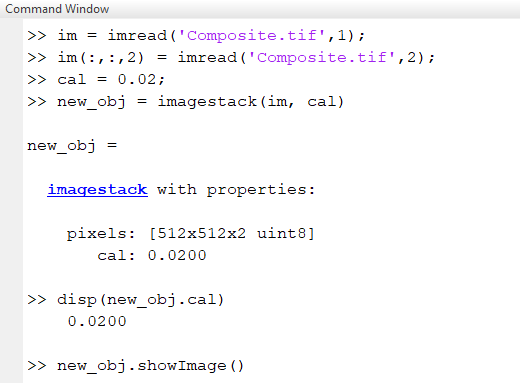 Command Window
>> im = imread('Composite.tif',1);
>> im(:,:,2) = imread('Composite.tif',2);
>> cal = 0.02;
>> new_obj = imagestack(im, cal)
new_obj =
imagestack with properties:
pixels: [512x512x2 uint8]
cal: 0.0200
>> disp(new_obj.cal)
0.0200
>> new_obj.showImage()